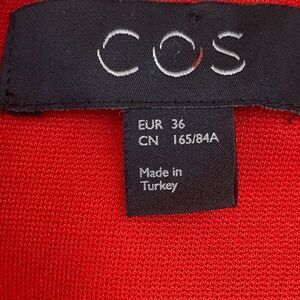 COS
EUR 36
CN 165/84A
Made in
Turkey